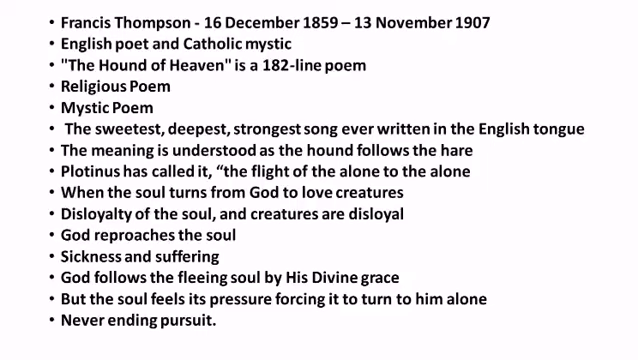 • Francis Thompson - 16 December 1859 – 13 November 1907
• English poet and Catholic mystic
• "The Hound of Heaven" is a 182-line poem
• Religious Poem
• Mystic Poem
• The sweetest, deepest, strongest song ever written in the English tongue
• The meaning is understood as the hound follows the hare
• Plotinus has called it, “the flight of the alone to the alone
• When the soul turns from God to love creatures
• Disloyalty of the soul, and creatures are disloyal
• God reproaches the soul
• Sickness and suffering
• God follows the fleeing soul by His Divine grace
• But the soul feels its pressure forcing it to turn to him alone
• Never ending pursuit.